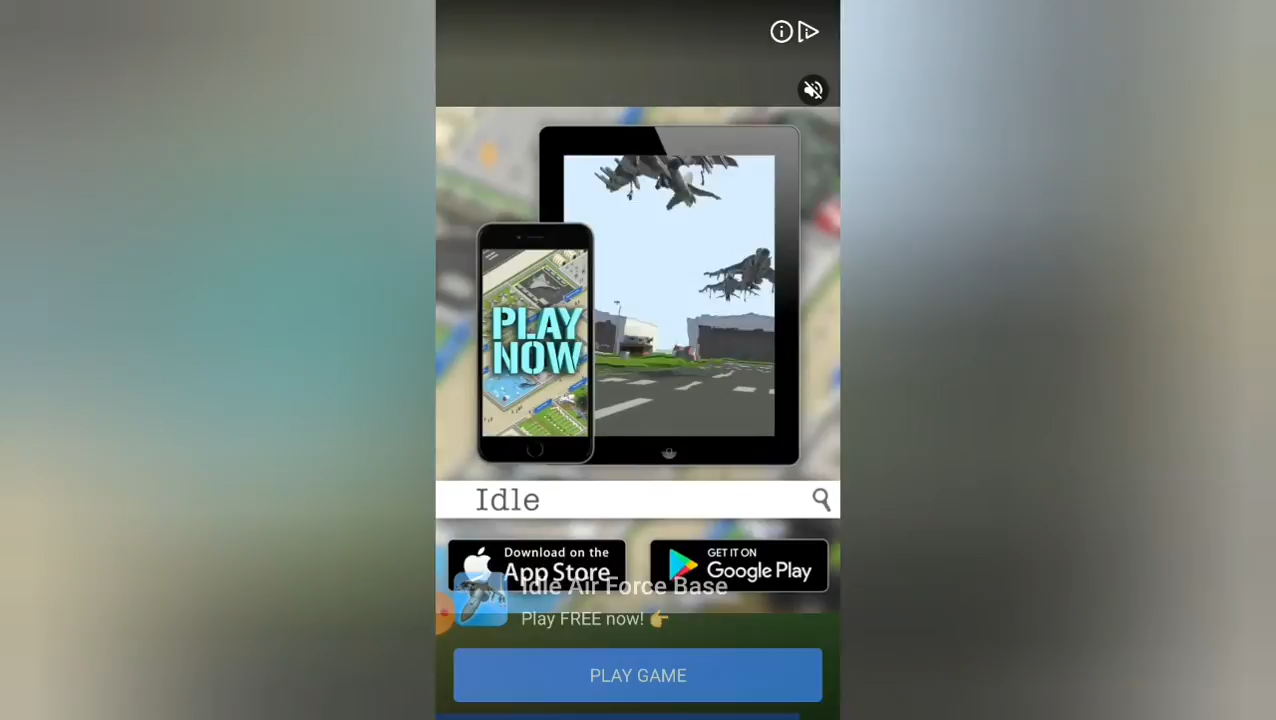 PLAY
NOW
Idle
Download on the
App Store
GET IT ON
Google Play
Idle Air Force Base
Play FREE now! 👉
PLAY GAME